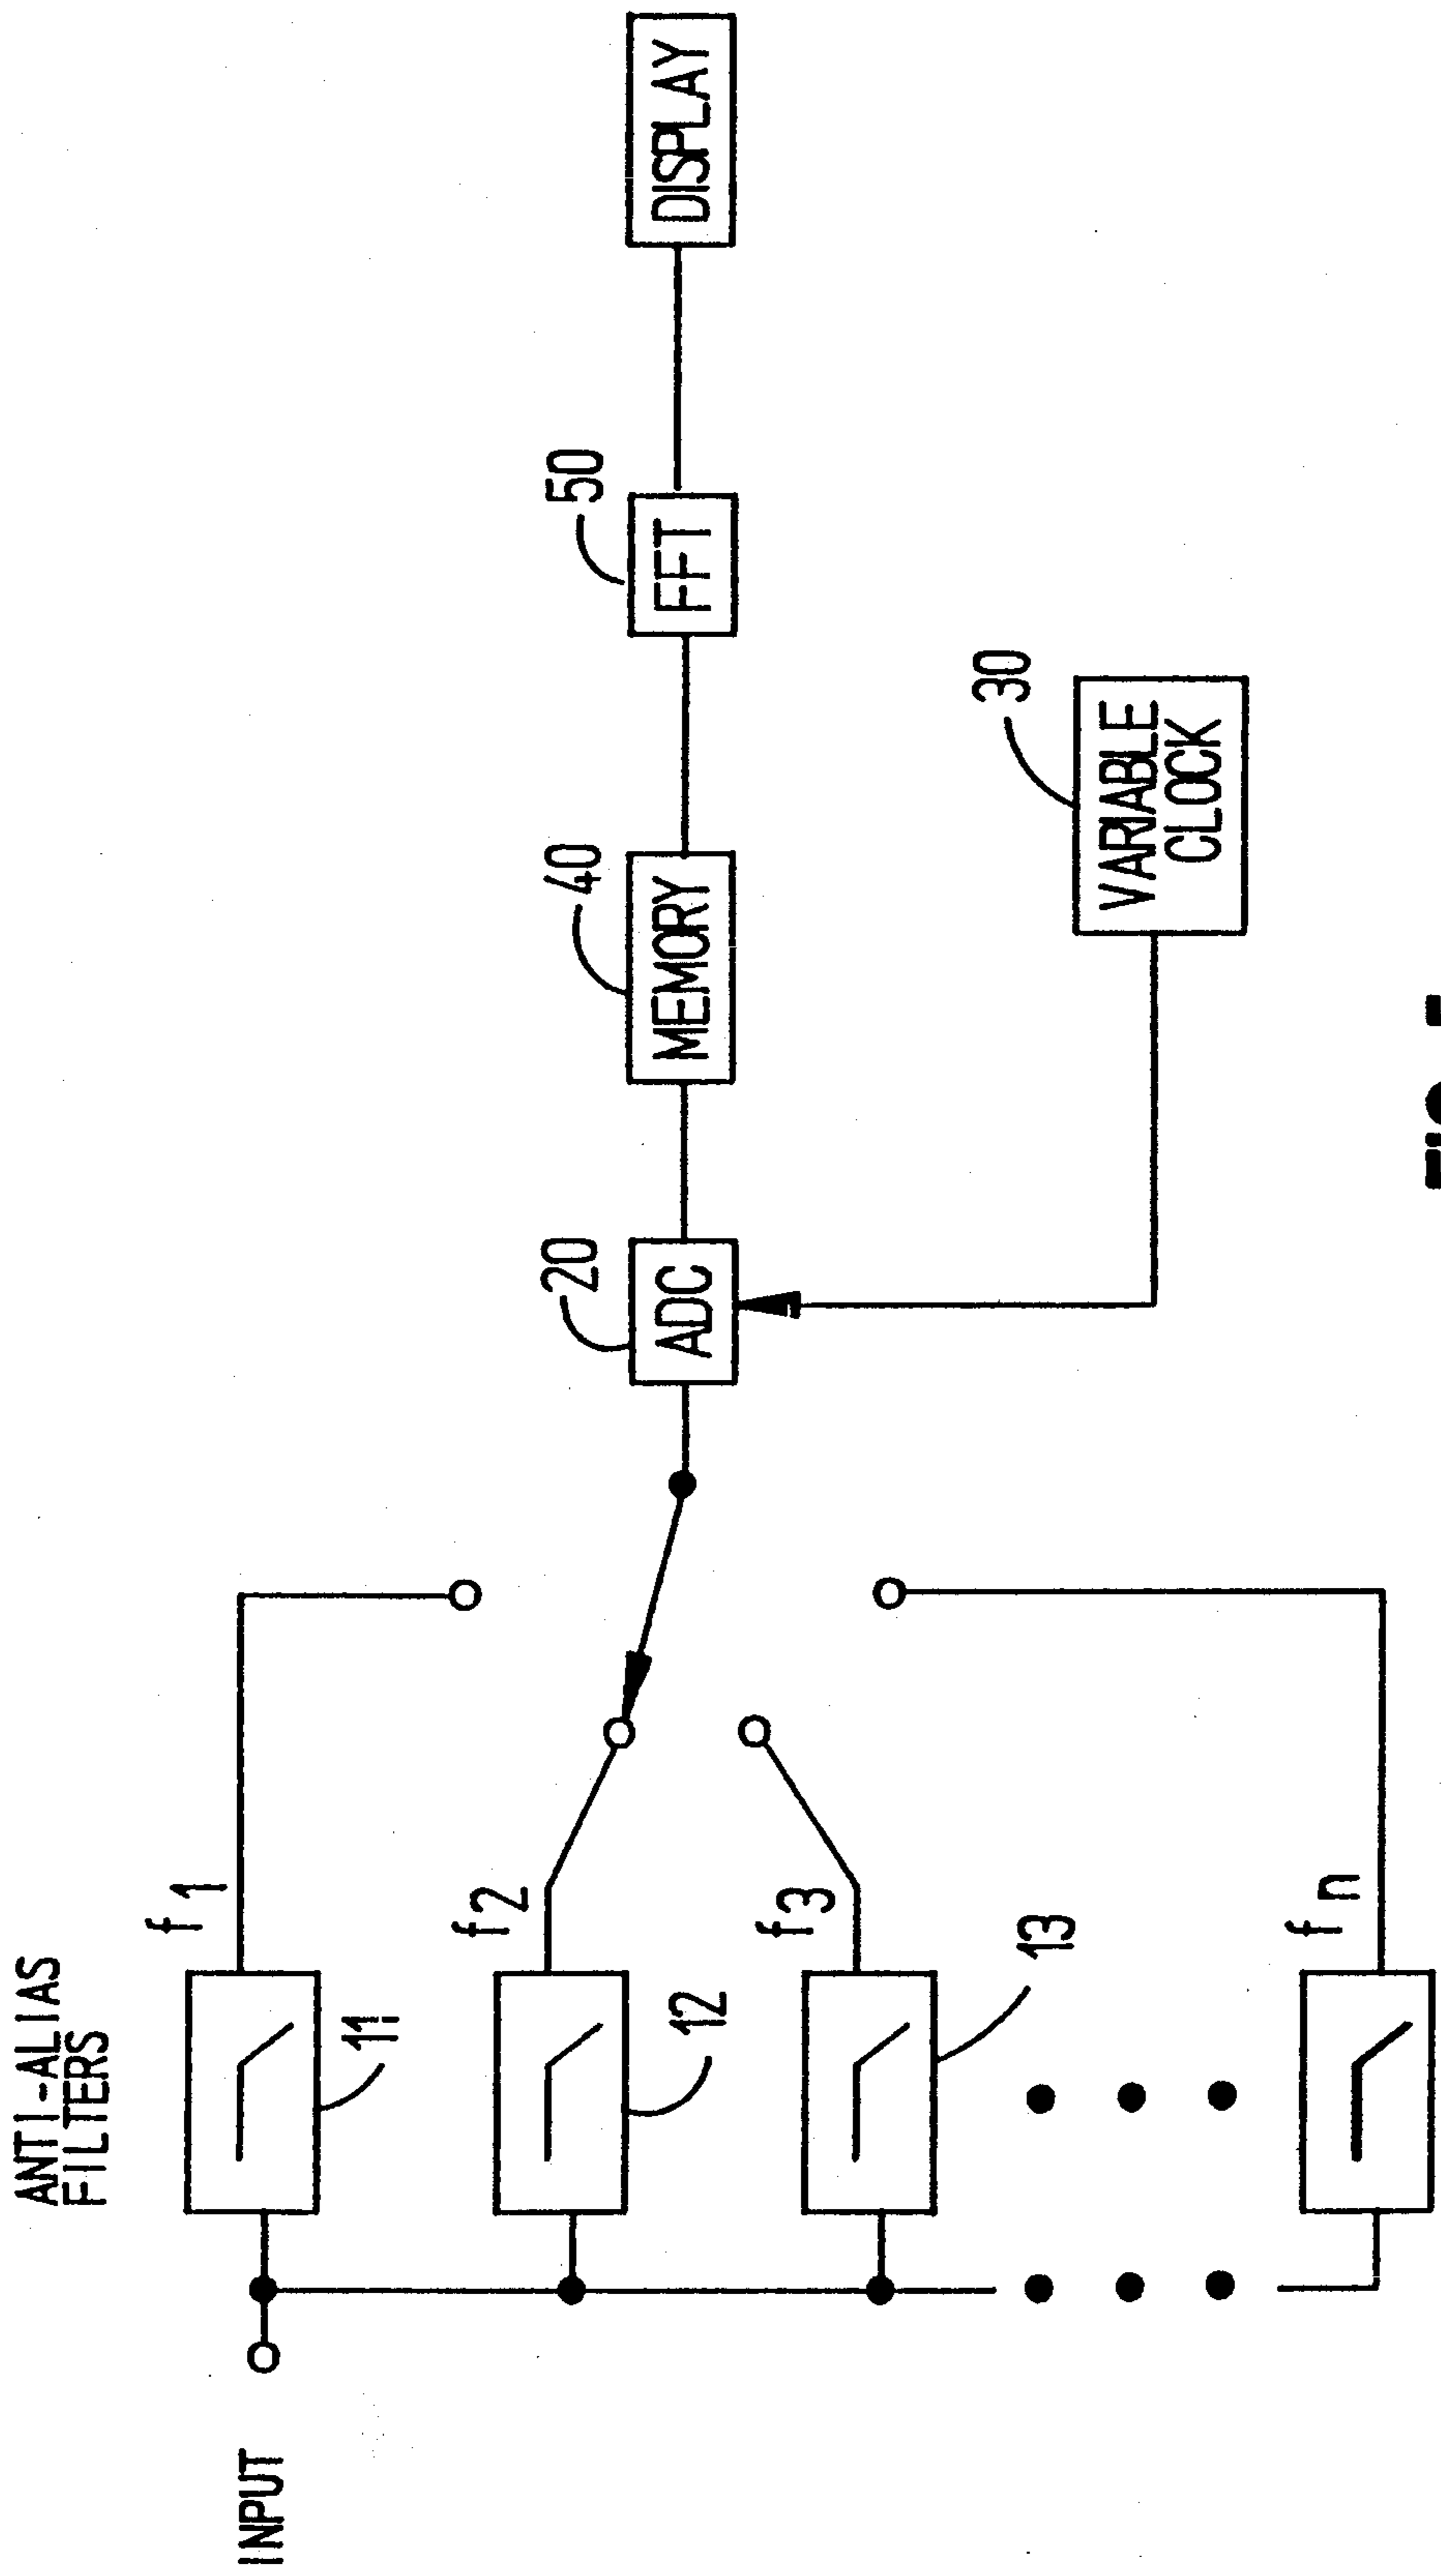 ANTI-ALIAS
FILTERS
INPUT
f1
11
f2
12
f3
13
fn
20
ADC
40
MEMORY
50
FFT
DISPLAY
30
VARIABLE
CLOCK